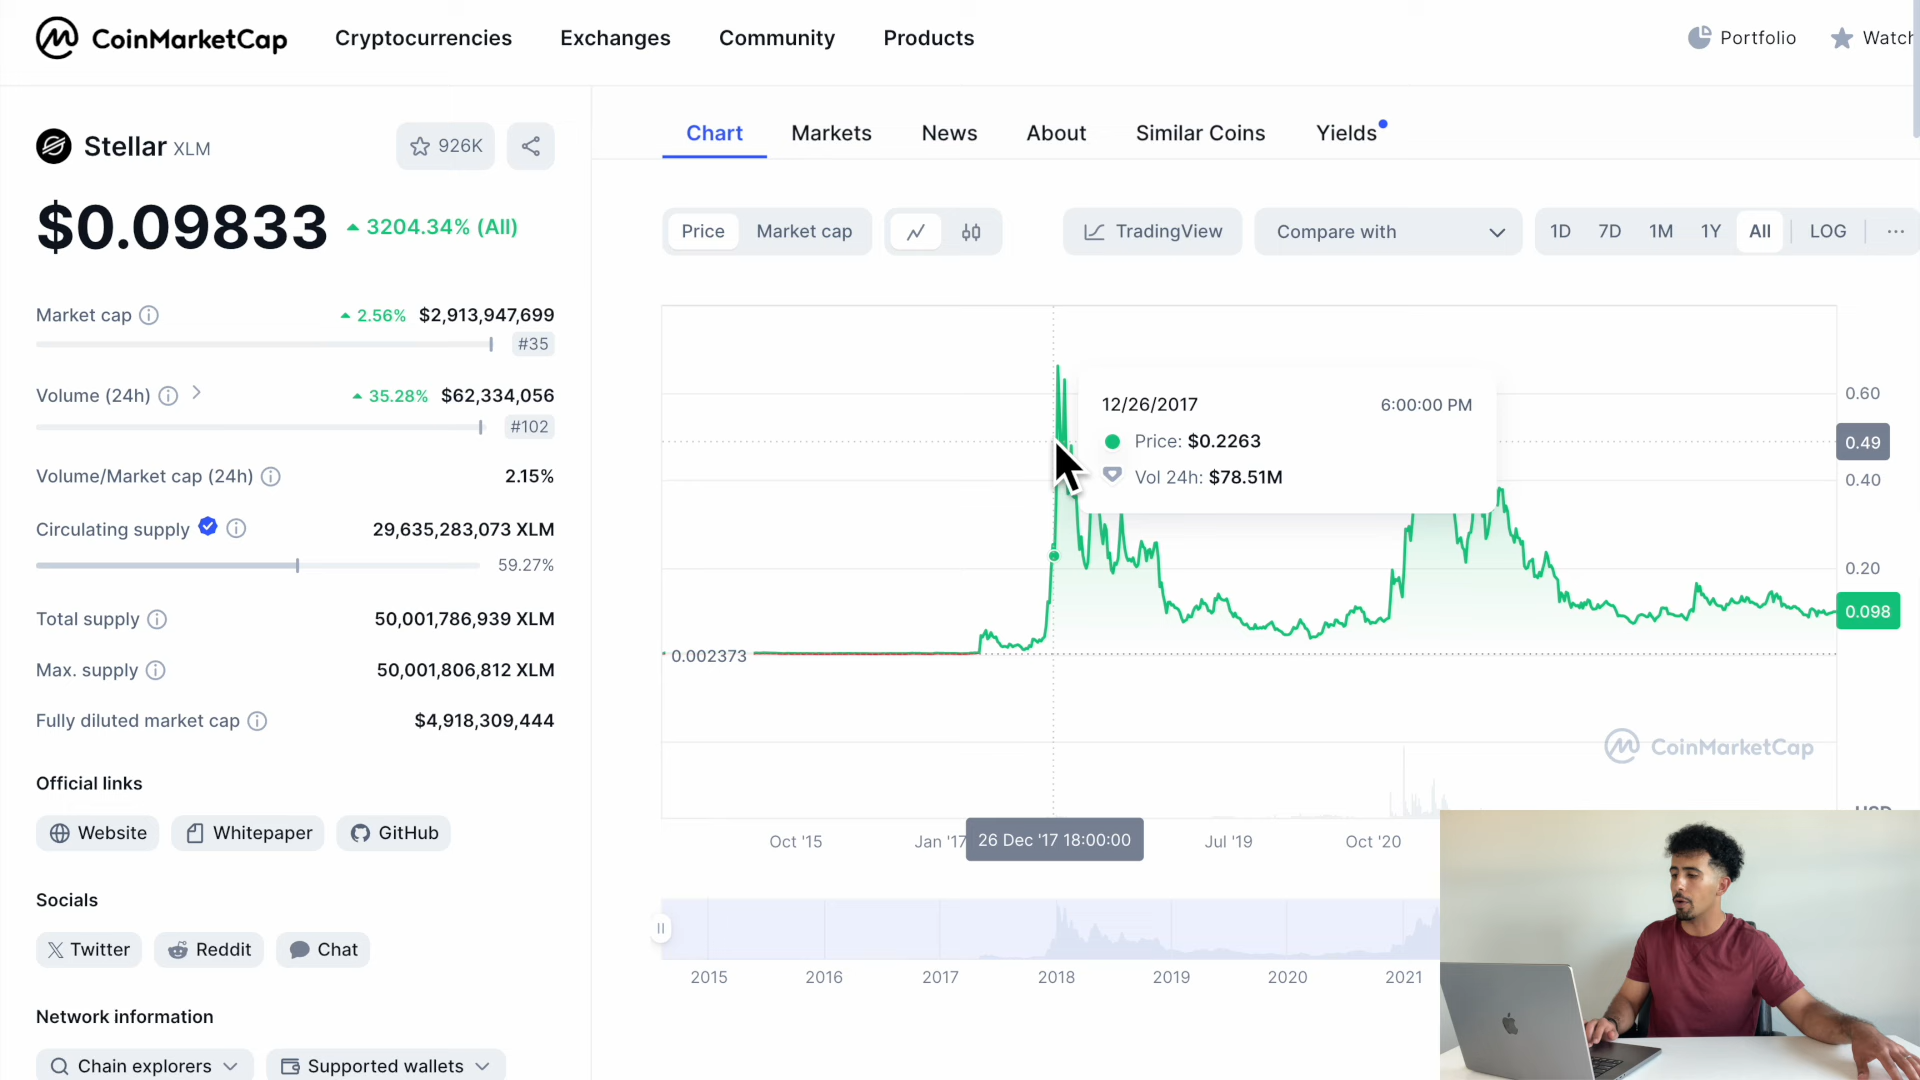 CoinMarketCap Cryptocurrencies Exchanges Community Products Portfolio Watch
Stellar XLM 926K
$0.09833 3204.34% (All)
Market cap 2.56% $2,913,947,699
#35
Volume (24h) 35.28% $62,334,056
#102
Volume/Market cap (24h) 2.15%
Circulating supply 29,635,283,073 XLM
59.27%
Total supply 50,001,786,939 XLM
Max. supply 50,001,806,812 XLM
Fully diluted market cap $4,918,309,444
Official links
Website Whitepaper GitHub
Socials
Twitter Reddit Chat
Network information
Chain explorers Supported wallets
Chart Markets News About Similar Coins Yields
Price Market cap TradingView Compare with 1D 7D 1M 1Y All LOG
12/26/2017 6:00:00 PM
Price: $0.2263
Vol 24h: $78.51M
0.60
0.49
0.40
0.20
0.098
0.002373
CoinMarketCap
USD
Oct '15 Jan '17 26 Dec '17 18:00:00 Jul '19 Oct '20
2015 2016 2017 2018 2019 2020 2021